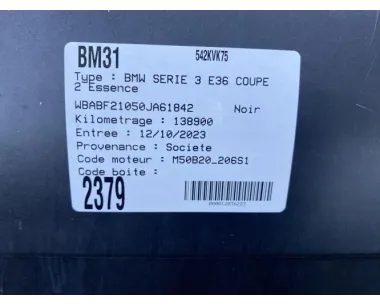 BM31 542KVK75
Type : BMW SERIE 3 E36 COUPE
2 Essence
WBABF21050JA61842 Noir
Kilometrage : 138900
Entree : 12/10/2023
Provenance : Societe
Code moteur : M50B20_206S1
Code boite :
2379